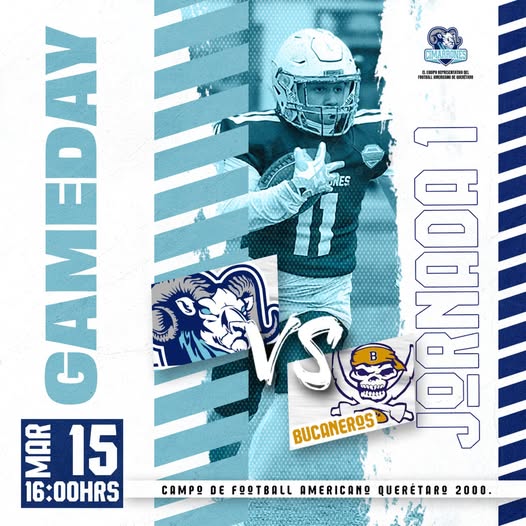 GAMEDAY
CIMARRONES
EL EQUIPO REPRESENTATIVO DEL
FOOTBALL AMERICANO DE QUERÉTARO
JORNADA 1
11
VS
B
BUCANEROS
MAR 15
16:00HRS
CAMPO DE FOOTBALL AMERICANO QUERÉTARO 2000.